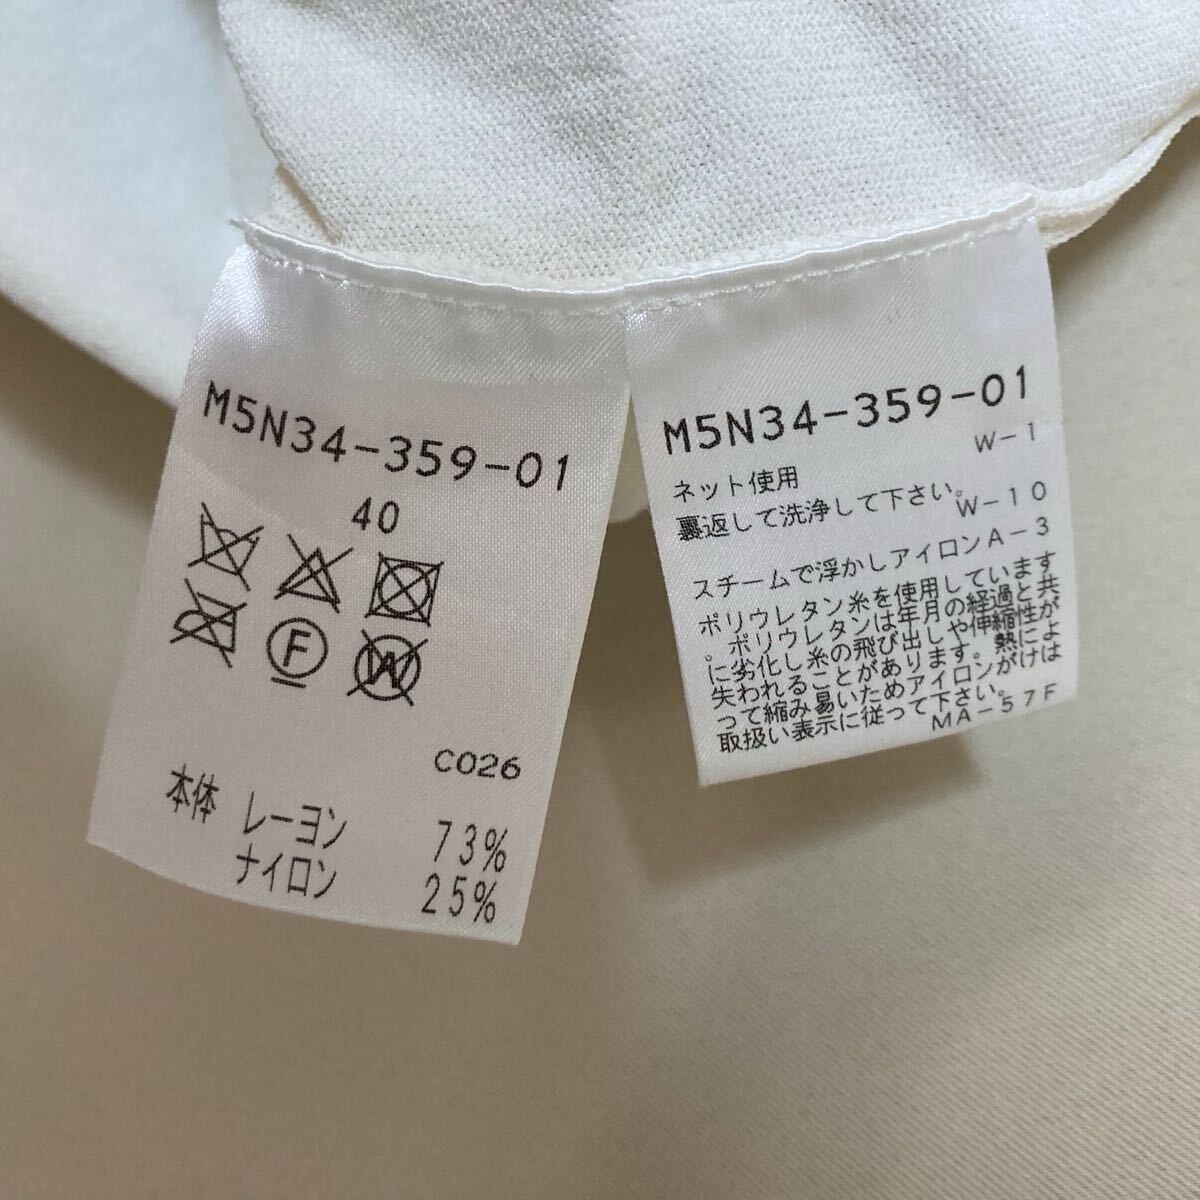 M5N34-359-01
40
F
W
C026
本体 レーヨン 73%
ナイロン 25%
M5N34-359-01
W-1
ネット使用
裏返して洗浄して下さい。
W-10
スチームで浮かしアイロンA-3
ポリウレタン糸を使用しています
。ポリウレタンは年月の経過と共
に劣化し糸の飛び出しや伸縮性が
失われることがあります。熱によ
って縮み易いためアイロンがけは
取扱い表示に従って下さい。
MA-57F